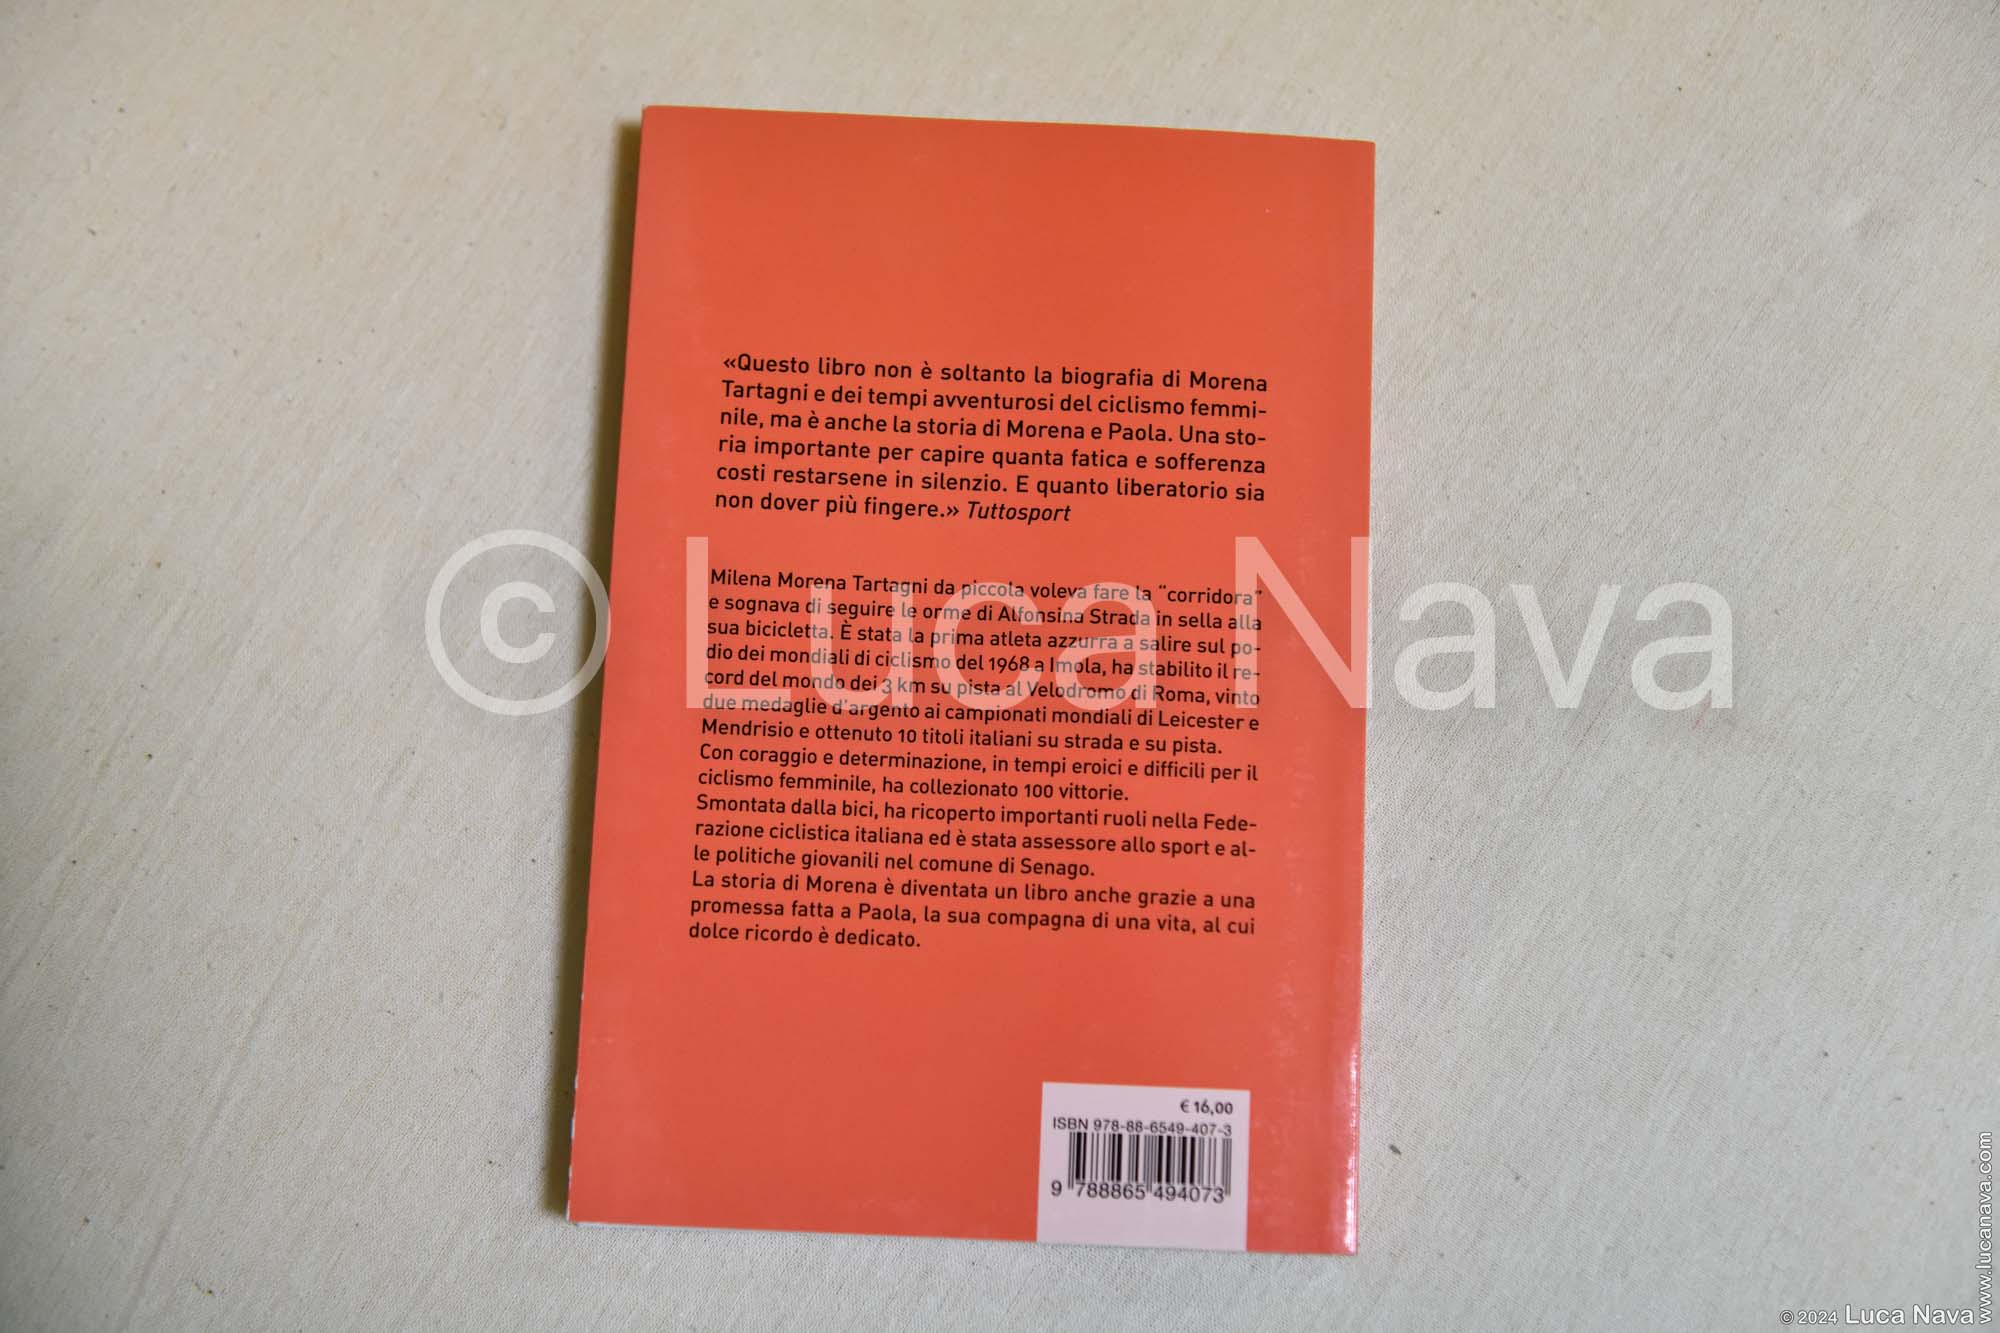 «Questo libro non è soltanto la biografia di Morena
Tartagni e dei tempi avventurosi del ciclismo femmi-
nile, ma è anche la storia di Morena e Paola. Una sto-
ria importante per capire quanta fatica e sofferenza
costi restarsene in silenzio. E quanto liberatorio sia
non dover più fingere.» Tuttosport
Milena Morena Tartagni da piccola voleva fare la “corridora”
e sognava di seguire le orme di Alfonsina Strada in sella alla
sua bicicletta. È stata la prima atleta azzurra a salire sul po-
dio dei mondiali di ciclismo del 1968 a Imola, ha stabilito il re-
cord del mondo dei 3 km su pista al Velodromo di Roma, vinto
due medaglie d'argento ai campionati mondiali di Leicester e
Mendrisio e ottenuto 10 titoli italiani su strada e su pista.
Con coraggio e determinazione, in tempi eroici e difficili per il
ciclismo femminile, ha collezionato 100 vittorie.
Smontata dalla bici, ha ricoperto importanti ruoli nella Fede-
razione ciclistica italiana ed è stata assessore allo sport e al-
le politiche giovanili nel comune di Senago.
La storia di Morena è diventata un libro anche grazie a una
promessa fatta a Paola, la sua compagna di una vita, al cui
dolce ricordo è dedicato.
© Luca Nava
€ 16,00
ISBN 978-88-6549-407-3
9 788865 494073
© 2024 Luca Nava
www.lucanava.com